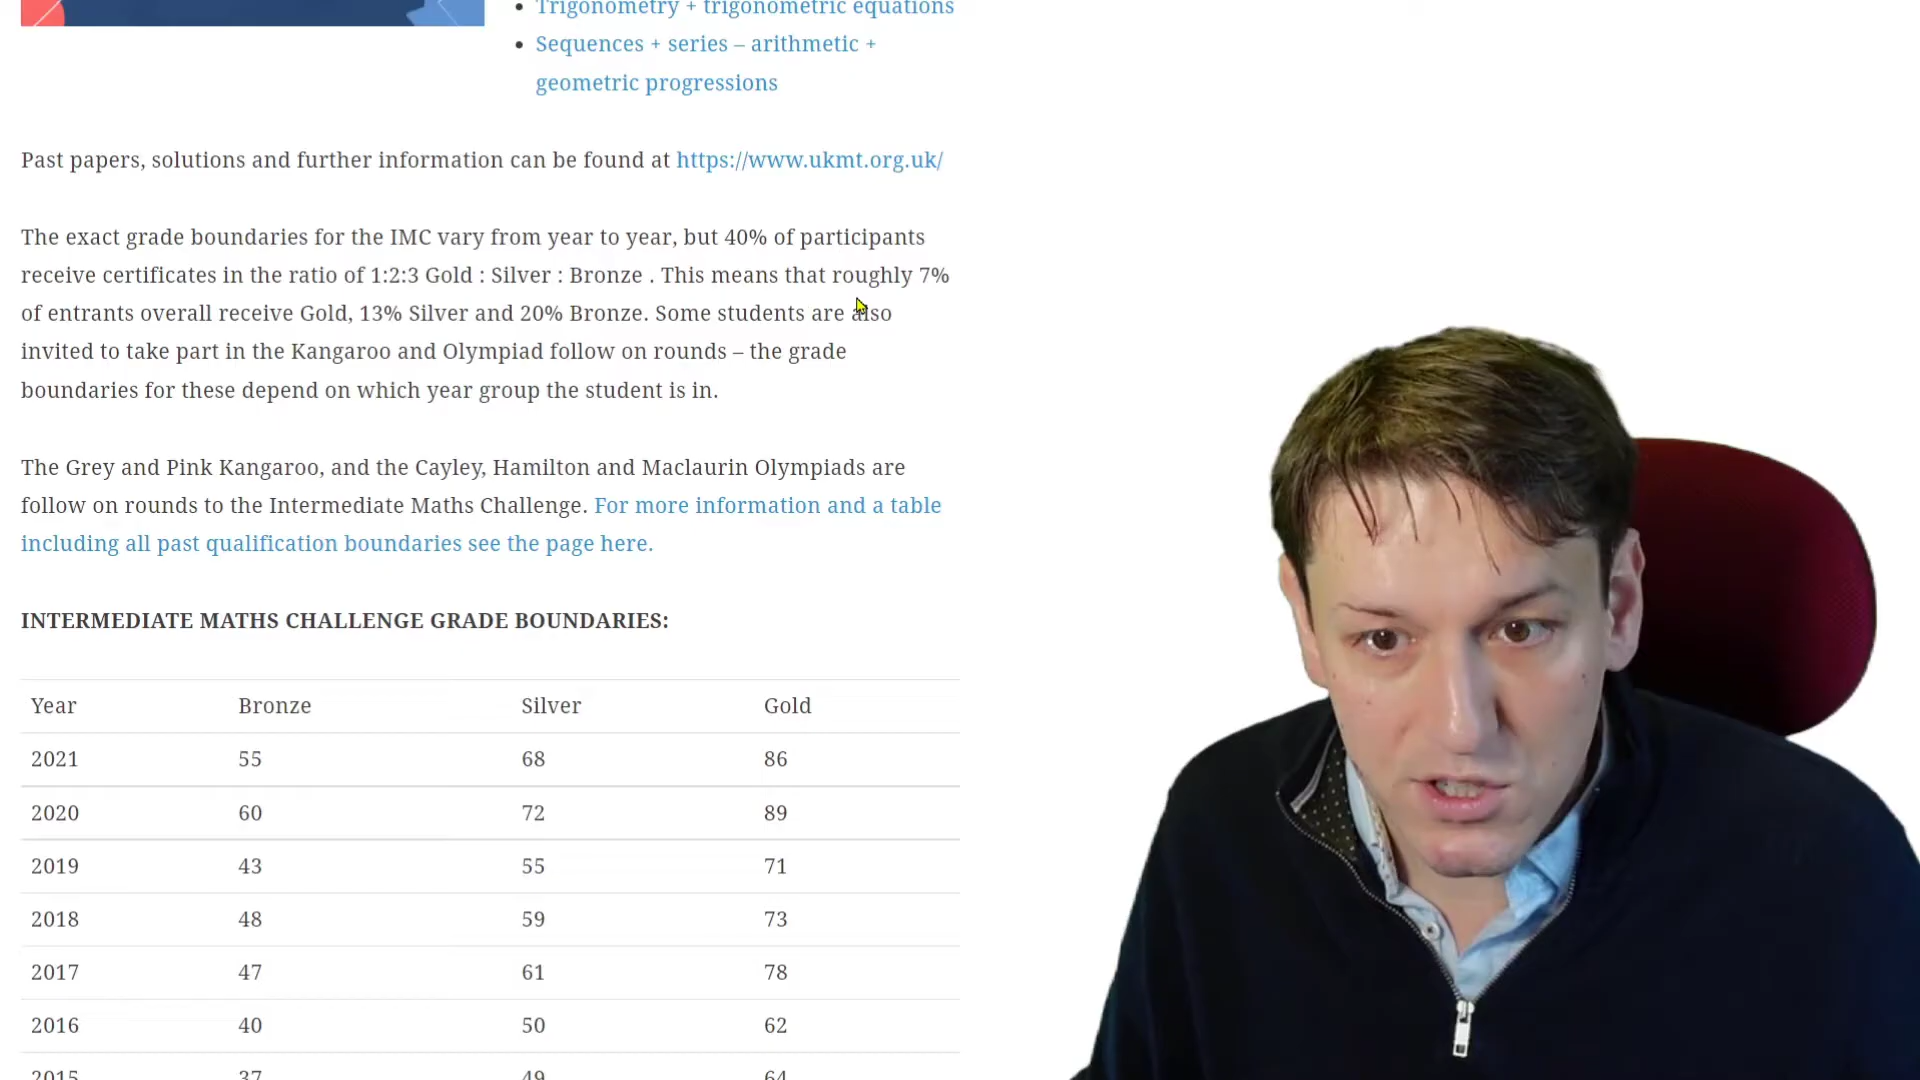 Trigonometry + trigonometric equations
Sequences + series – arithmetic +
geometric progressions
Past papers, solutions and further information can be found at https://www.ukmt.org.uk/
The exact grade boundaries for the IMC vary from year to year, but 40% of participants
receive certificates in the ratio of 1:2:3 Gold : Silver : Bronze . This means that roughly 7%
of entrants overall receive Gold, 13% Silver and 20% Bronze. Some students are also
invited to take part in the Kangaroo and Olympiad follow on rounds – the grade
boundaries for these depend on which year group the student is in.
The Grey and Pink Kangaroo, and the Cayley, Hamilton and Maclaurin Olympiads are
follow on rounds to the Intermediate Maths Challenge. For more information and a table
including all past qualification boundaries see the page here.
INTERMEDIATE MATHS CHALLENGE GRADE BOUNDARIES:
Year Bronze Silver Gold
2021 55 68 86
2020 60 72 89
2019 43 55 71
2018 48 59 73
2017 47 61 78
2016 40 50 62
2015 37 49 64